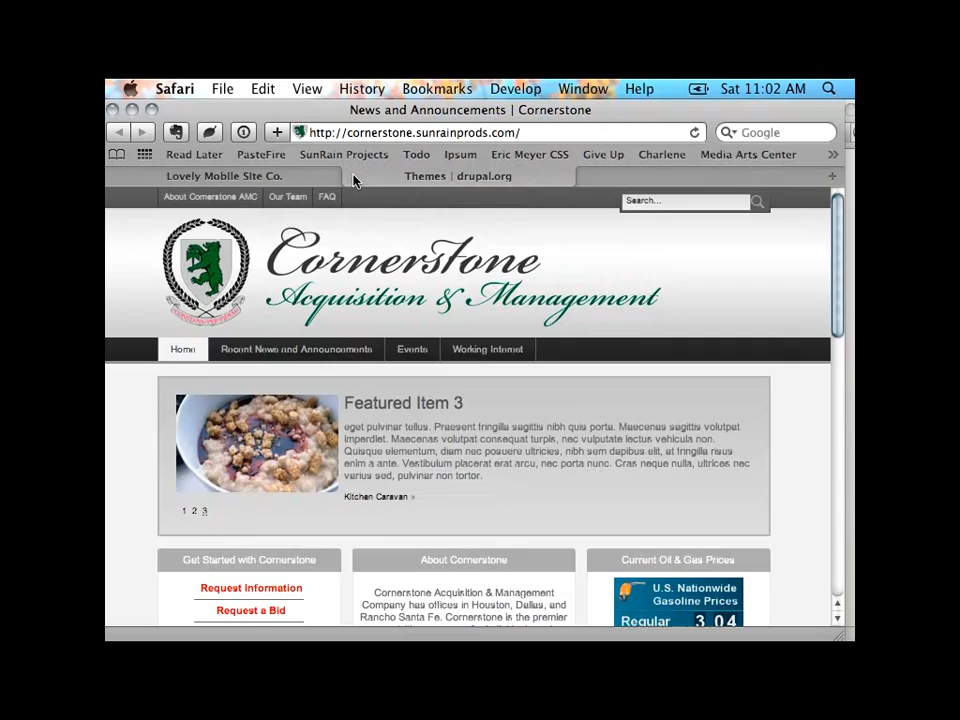 Safari File Edit View History Bookmarks Develop Window Help Sat 11:02 AM
News and Announcements | Cornerstone
http://cornerstone.sunrainprods.com/ Google
Read Later PasteFire SunRain Projects Todo Ipsum Eric Meyer CSS Give Up Charlene Media Arts Center »
Lovely Mobile Site Co. Themes | drupal.org +
About Cornerstone AMC Our Team FAQ Search...
Cornerstone
Acquisition & Management
Home Recent News and Announcements Events Working Interest
Featured Item 3
eget pulvinar tellus. Praesent fringilla sagittis nibh quis porta. Maecenas sagittis volutpat
imperdiet. Maecenas volutpat consequat turpis, nec vulputate lectus vehicula non.
Quisque elementum, diam nec posuere ultricies, nibh sem dapibus elit, at fringilla risus
enim a ante. Vestibulum placerat erat arcu, nec porta nunc. Cras neque nulla, ultrices nec
varius sed, pulvinar non tortor.
Kitchen Caravan »
1 2 3
Get Started with Cornerstone About Cornerstone Current Oil & Gas Prices
Request Information
Request a Bid
Cornerstone Acquisition & Management
Company has offices in Houston, Dallas, and
Rancho Santa Fe. Cornerstone is the premier
U.S. Nationwide
Gasoline Prices
Regular 3.04